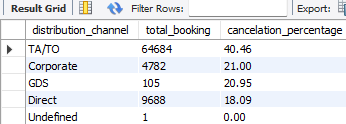 Result Grid Filter Rows: Export:
distribution_channel total_booking cancelation_percentage
TA/TO 64684 40.46
Corporate 4782 21.00
GDS 105 20.95
Direct 9688 18.09
Undefined 1 0.00